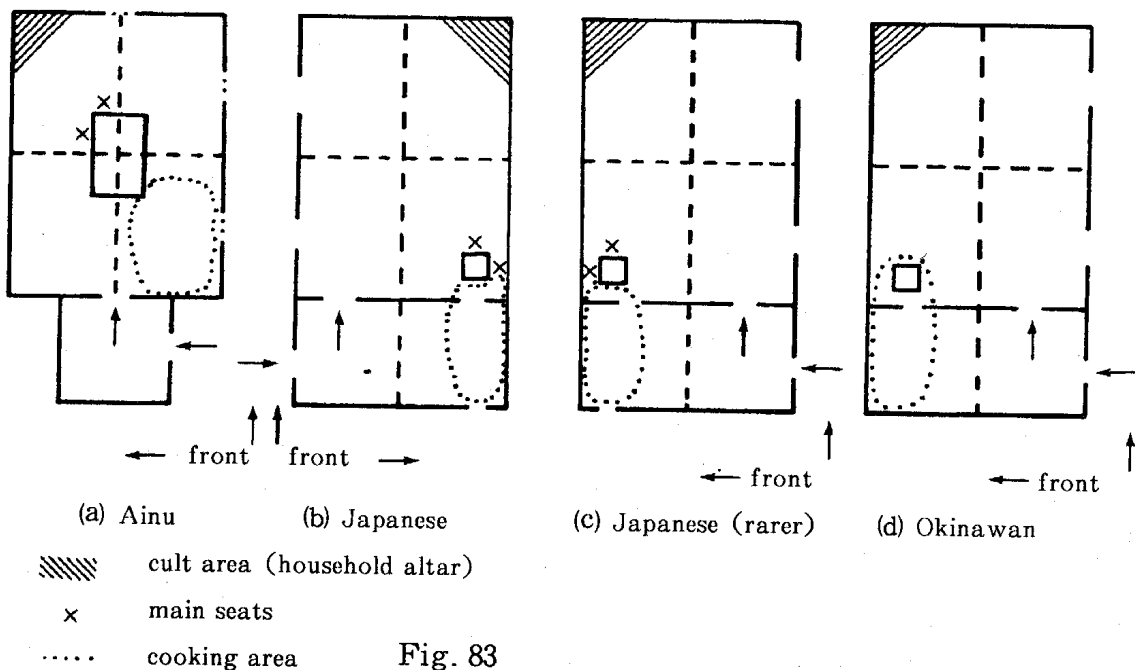 ← front front →
← front
← front
(a) Ainu
(b) Japanese
(c) Japanese (rarer)
(d) Okinawan
cult area (household altar)
× main seats
..... cooking area
Fig. 83